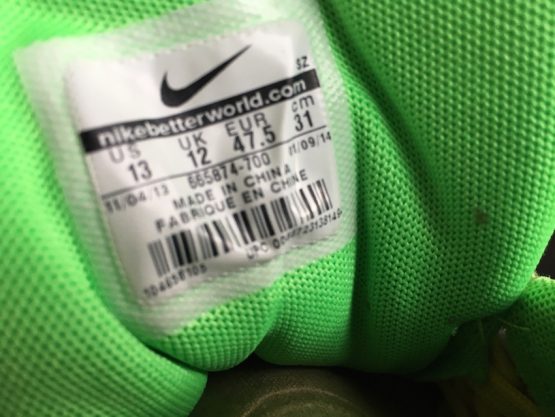 SZ
nikebetterworld.com
US UK EUR cm
13 12 47.5 31
665874-700
11/04/13 11/09/14
MADE IN CHINA
FABRIQUE EN CHINE